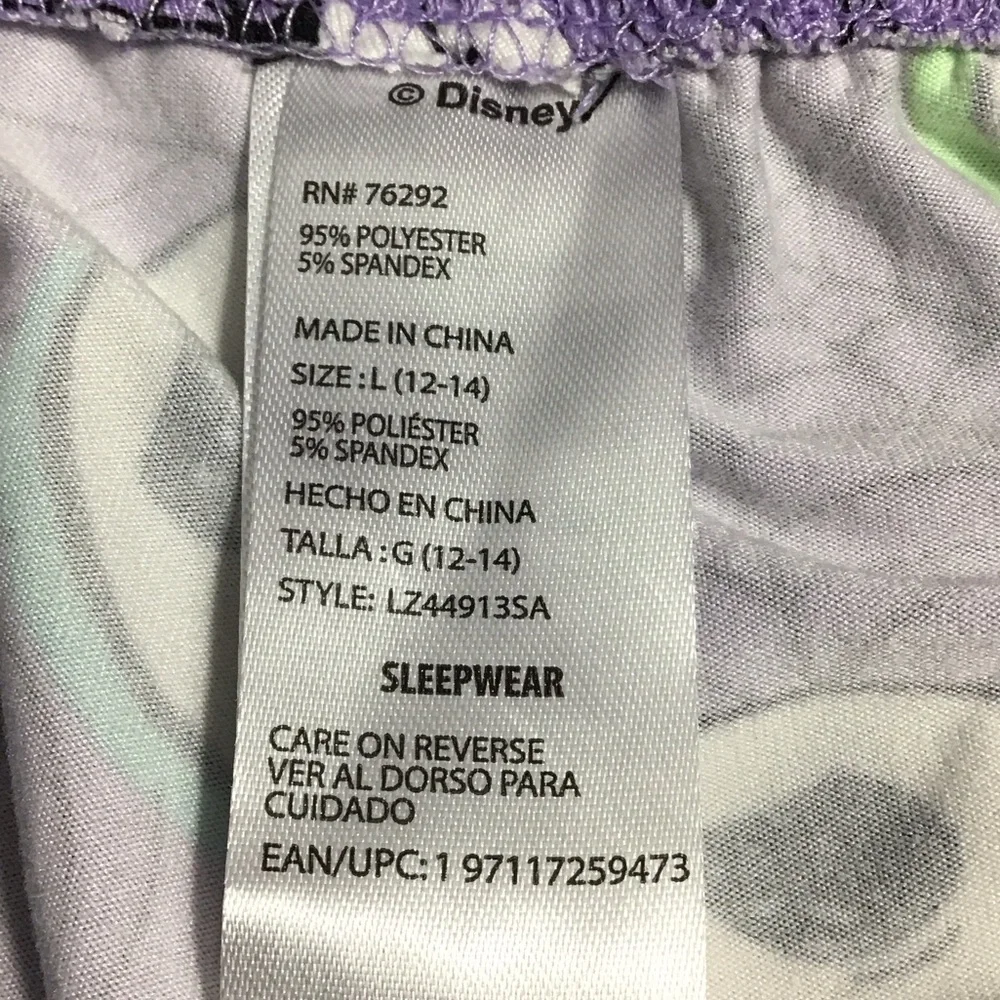 © Disney/
RN# 76292
95% POLYESTER
5% SPANDEX
MADE IN CHINA
SIZE : L (12-14)
95% POLIÉSTER
5% SPANDEX
HECHO EN CHINA
TALLA : G (12-14)
STYLE: LZ44913SA
SLEEPWEAR
CARE ON REVERSE
VER AL DORSO PARA
CUIDADO
EAN/UPC: 1 97117259473